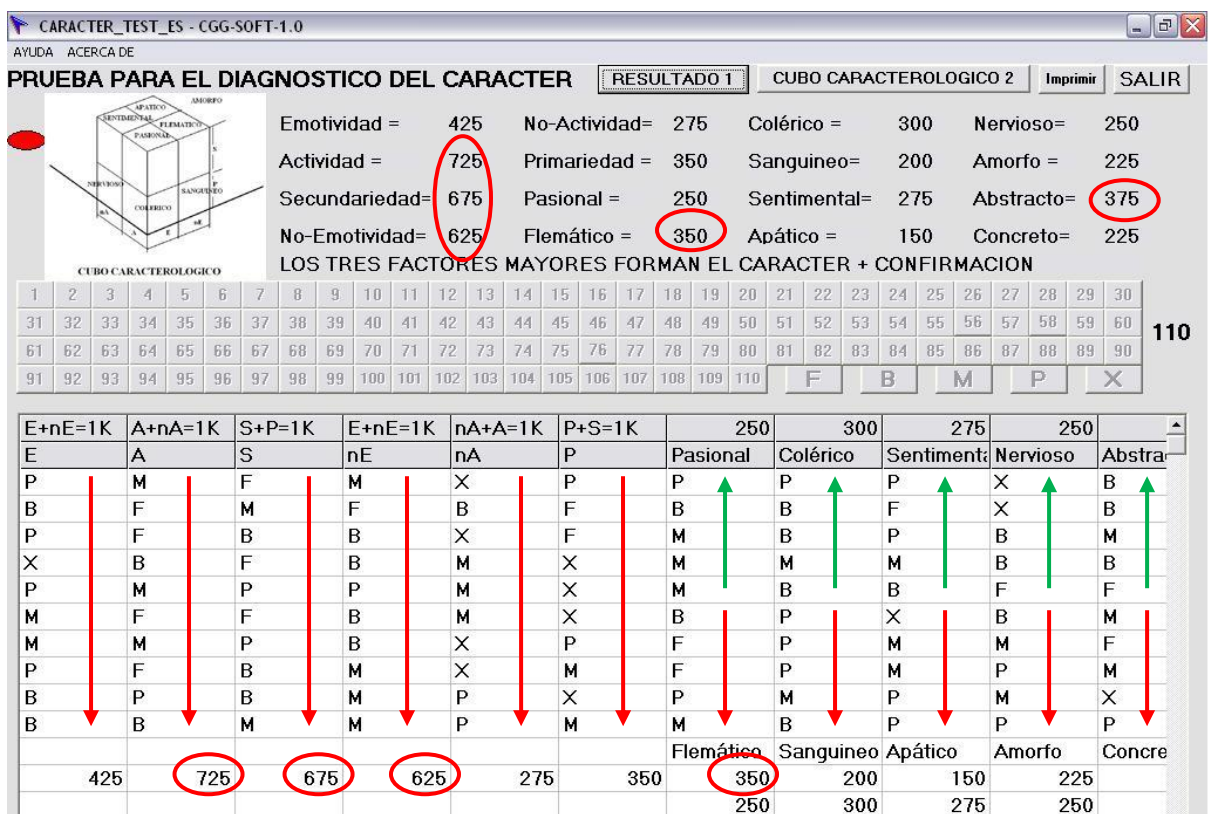 CARACTER_TEST_ES - CGG-SOFT-1.0
AYUDA ACERCA DE
PRUEBA PARA EL DIAGNOSTICO DEL CARACTER RESULTADO 1 CUBO CARACTEROLOGICO 2 Imprimir SALIR
APATICO AMORFO
SENTIMENTAL FLEMATICO
PASIONAL
S
P
NERVIOSO SANGUINEO
COLERICO
nA nE
A E
CUBO CARACTEROLOGICO
Emotividad = 425 No-Actividad= 275 Colérico = 300 Nervioso= 250
Actividad = 725 Primariedad = 350 Sanguineo= 200 Amorfo = 225
Secundariedad= 675 Pasional = 250 Sentimental= 275 Abstracto= 375
No-Emotividad= 625 Flemático = 350 Apático = 150 Concreto= 225
LOS TRES FACTORES MAYORES FORMAN EL CARACTER + CONFIRMACION
1 2 3 4 5 6 7 8 9 10 11 12 13 14 15 16 17 18 19 20 21 22 23 24 25 26 27 28 29 30
31 32 33 34 35 36 37 38 39 40 41 42 43 44 45 46 47 48 49 50 51 52 53 54 55 56 57 58 59 60
110
61 62 63 64 65 66 67 68 69 70 71 72 73 74 75 76 77 78 79 80 81 82 83 84 85 86 87 88 89 90
91 92 93 94 95 96 97 98 99 100 101 102 103 104 105 106 107 108 109 110 F B M P X
E+nE=1K A+nA=1K S+P=1K E+nE=1K nA+A=1K P+S=1K 250 300 275 250
E A S nE nA P Pasional Colérico Sentimenta Nervioso Abstra
P M F M X P P P P X B
B F M F B F B B F X B
P F B B X F M B P B M
X B F B M X M M M B B
P M P P M X M B B F F
M F F B M X B P X B M
M M P B X P F P M M F
P F B M X M F P M P M
B P B M P X P M P M X
B B M M P M M B P P P
Flemático Sanguineo Apático Amorfo Concre
425 725 675 625 275 350 350 200 150 225
250 300 275 250